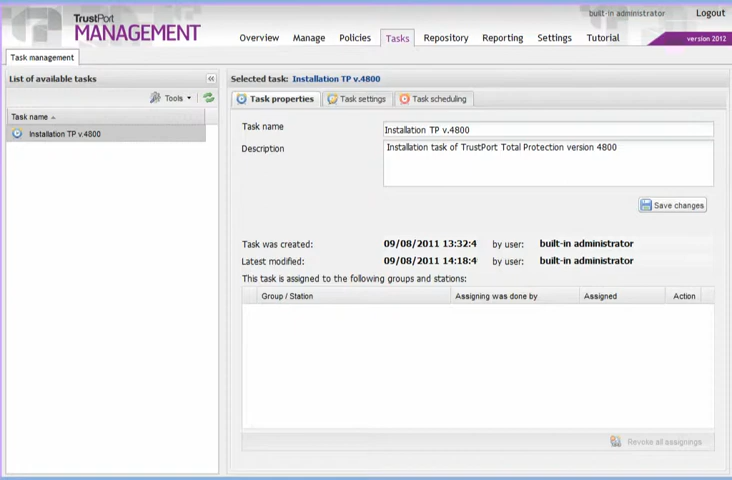 TrustPort
MANAGEMENT
built-in administrator
Logout
Overview Manage Policies Tasks Repository Reporting Settings Tutorial
version 2012
Task management
List of available tasks
Tools
Task name
Installation TP v.4800
Selected task: Installation TP v.4800
Task properties Task settings Task scheduling
Task name Installation TP v.4800
Description Installation task of TrustPort Total Protection version 4800
Save changes
Task was created: 09/08/2011 13:32:4 by user: built-in administrator
Latest modified: 09/08/2011 14:18:4 by user: built-in administrator
This task is assigned to the following groups and stations:
Group / Station Assigning was done by Assigned Action
Revoke all assignings